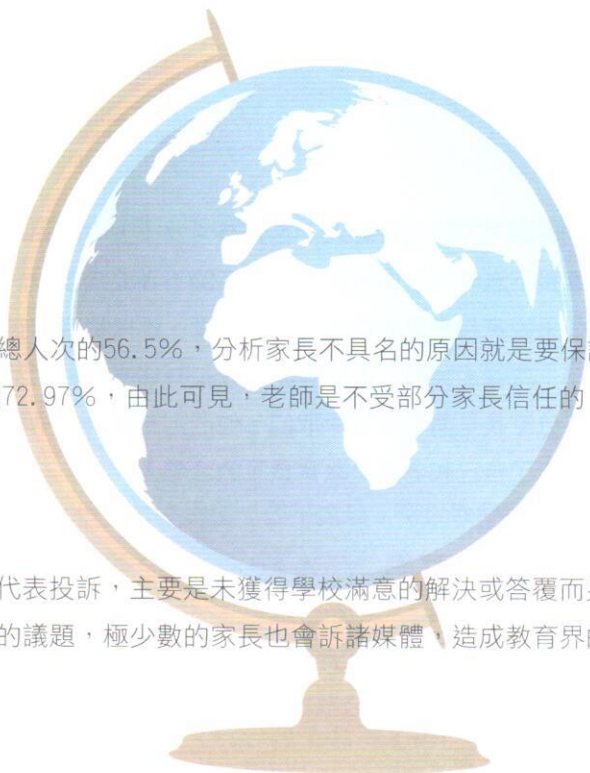 總人次的56.5%，分析家長不具名的原因就是要保
72.97%，由此可見，老師是不受部分家長信任的
代表投訴，主要是未獲得學校滿意的解決或答覆而
的議題，極少數的家長也會訴諸媒體，造成教育界